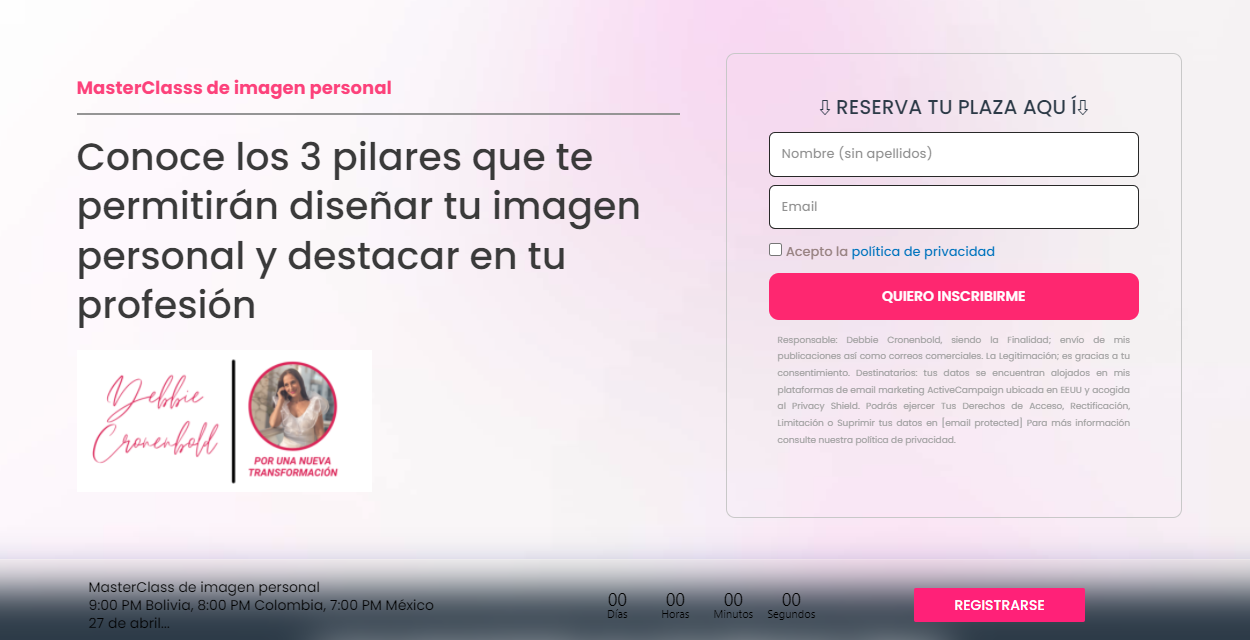 MasterClasss de imagen personal
Conoce los 3 pilares que te
permitirán diseñar tu imagen
personal y destacar en tu
profesión
Debbie
Cronenbold
POR UNA NUEVA
TRANSFORMACIÓN
⇩ RESERVA TU PLAZA AQU Í⇩
Nombre (sin apellidos)
Email
Acepto la política de privacidad
QUIERO INSCRIBIRME
Responsable: Debbie Cronenbold, siendo la Finalidad; envío de mis
publicaciones así como correos comerciales. La Legitimación; es gracias a tu
consentimiento. Destinatarios: tus datos se encuentran alojados en mis
plataformas de email marketing ActiveCampaign ubicada en EEUU y acogida
al Privacy Shield. Podrás ejercer Tus Derechos de Acceso, Rectificación,
Limitación o Suprimir tus datos en [email protected] Para más información
consulte nuestra política de privacidad.
MasterClass de imagen personal
9:00 PM Bolivia, 8:00 PM Colombia, 7:00 PM México
27 de abril...
00 00 00 00
Días Horas Minutos Segundos
REGISTRARSE